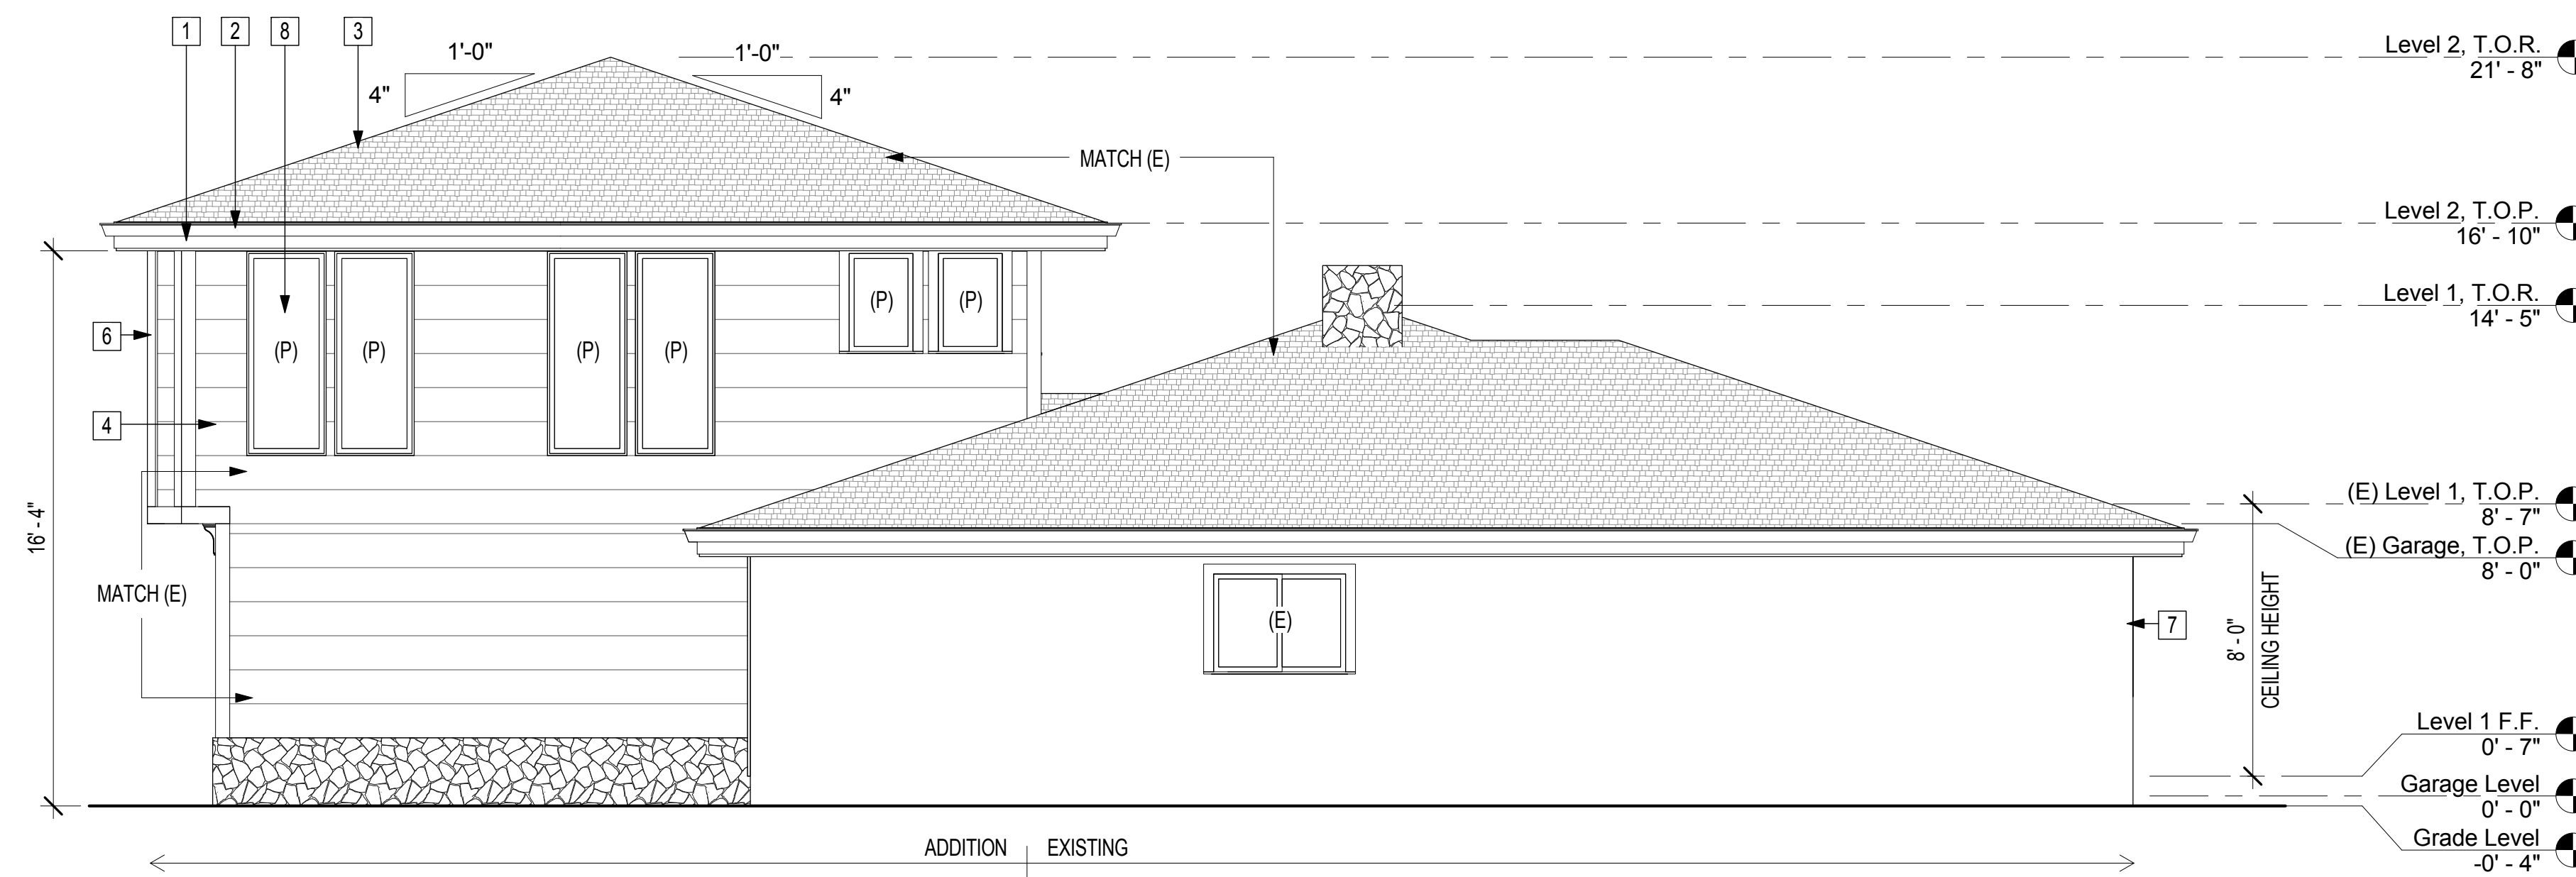 1 2 8 3
1'-0" 1'-0"
4" 4"
Level 2, T.O.R.
21' - 8"
MATCH (E)
Level 2, T.O.P.
16' - 10"
Level 1, T.O.R.
14' - 5"
(P) (P)
6
(P) (P) (P) (P)
4
(E) Level 1, T.O.P.
8' - 7"
16' - 4"
(E) Garage, T.O.P.
8' - 0"
MATCH (E)
(E)
7
8' - 0"
CEILING HEIGHT
Level 1 F.F.
0' - 7"
Garage Level
0' - 0"
Grade Level
-0' - 4"
ADDITION EXISTING